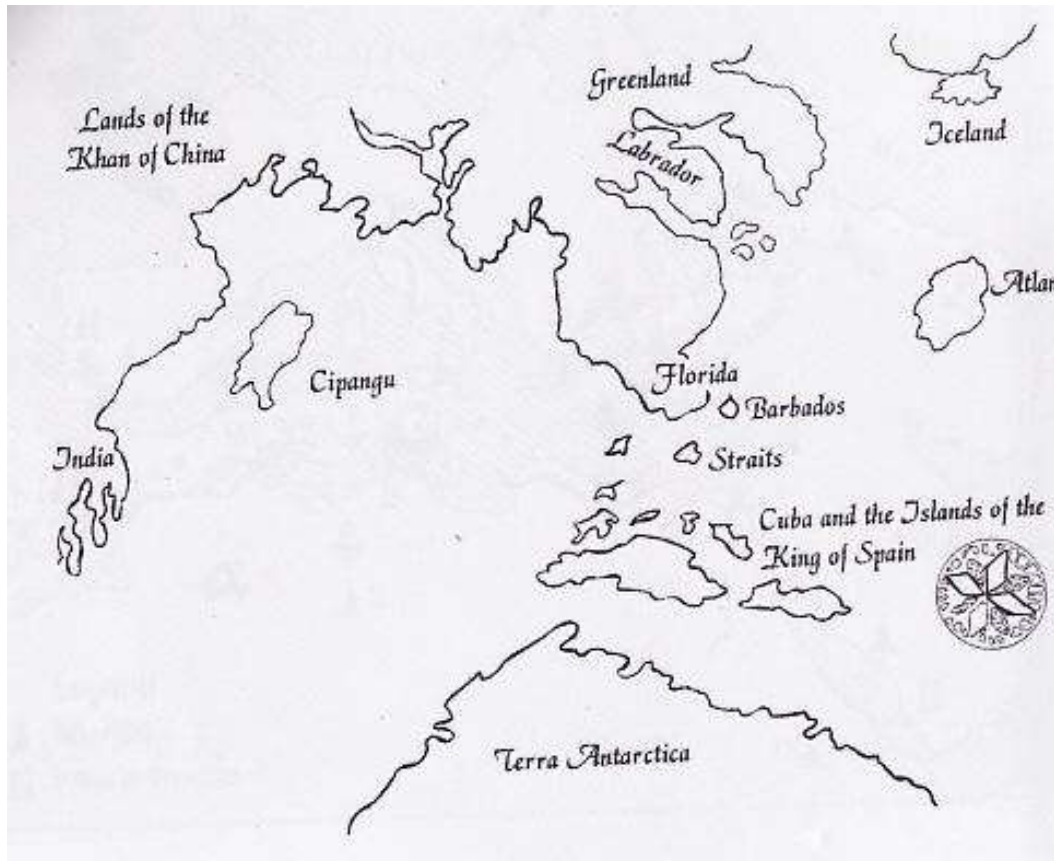 Greenland
Iceland
Lands of the
Khan of China
Labrador
Atlan
Cipangu
Florida
Barbados
India
Straits
Cuba and the Islands of the
King of Spain
Terra Antarctica